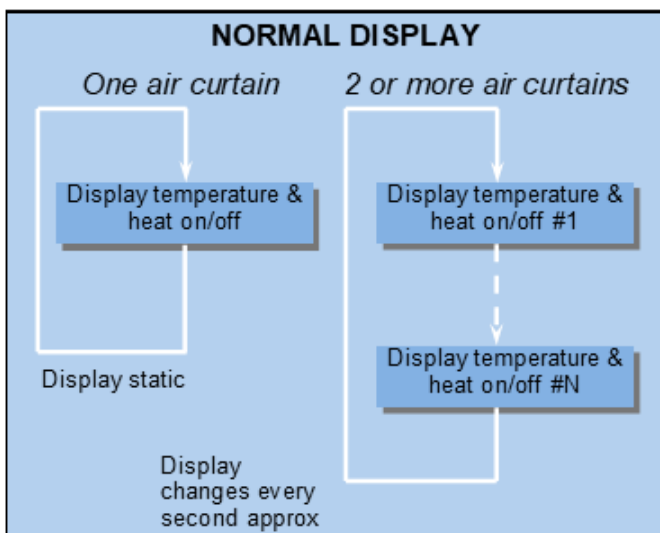 NORMAL DISPLAY
One air curtain
2 or more air curtains
Display temperature &
heat on/off
Display static
Display temperature &
heat on/off #1
Display temperature &
heat on/off #N
Display
changes every
second approx